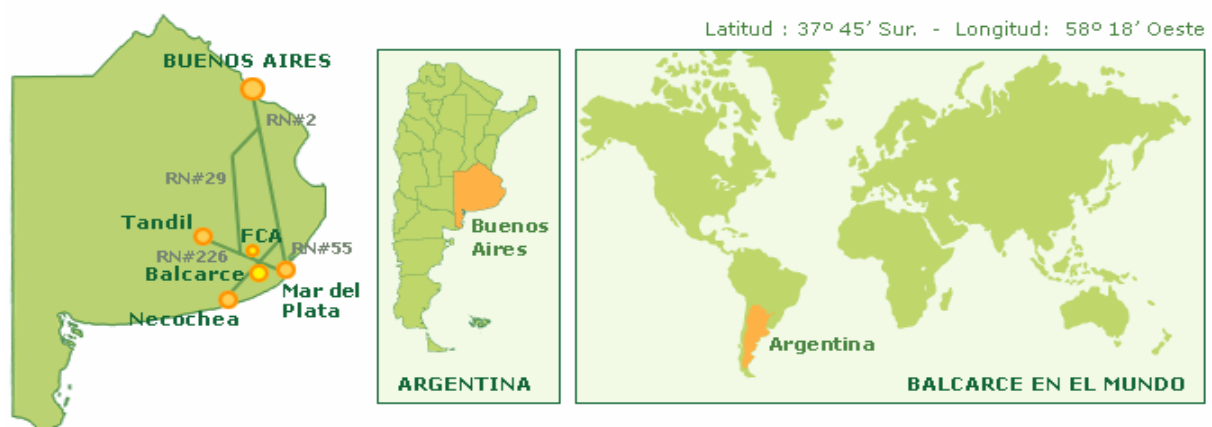 Latitud : 37º 45' Sur. - Longitud: 58º 18' Oeste
BUENOS AIRES
RN#2
RN#29
Tandil
FCA
RN#55
RN#226
Balcarce
Mar del
Plata
Necochea
Buenos
Aires
ARGENTINA
Argentina
BALCARCE EN EL MUNDO